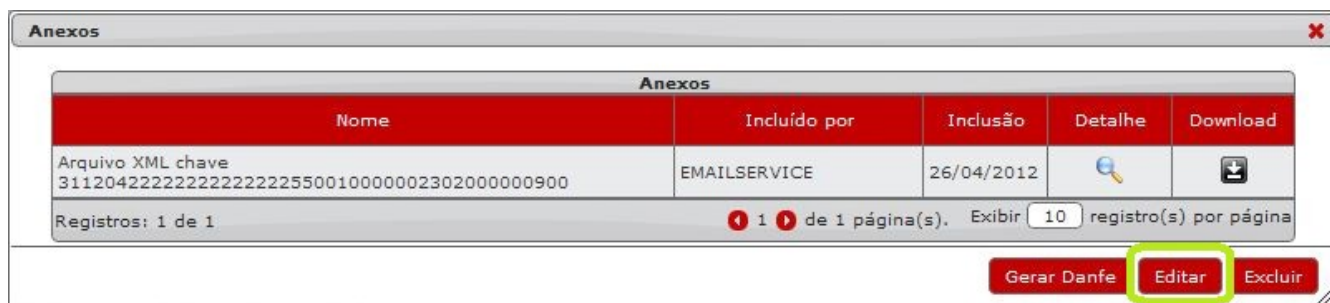 Anexos
Anexos
Nome Incluído por Inclusão Detalhe Download
Arquivo XML chave
31120422222222222222550010000002302000000900 EMAILSERVICE 26/04/2012
Registros: 1 de 1 1 de 1 página(s). Exibir 10 registro(s) por página
Gerar Danfe Editar Excluir